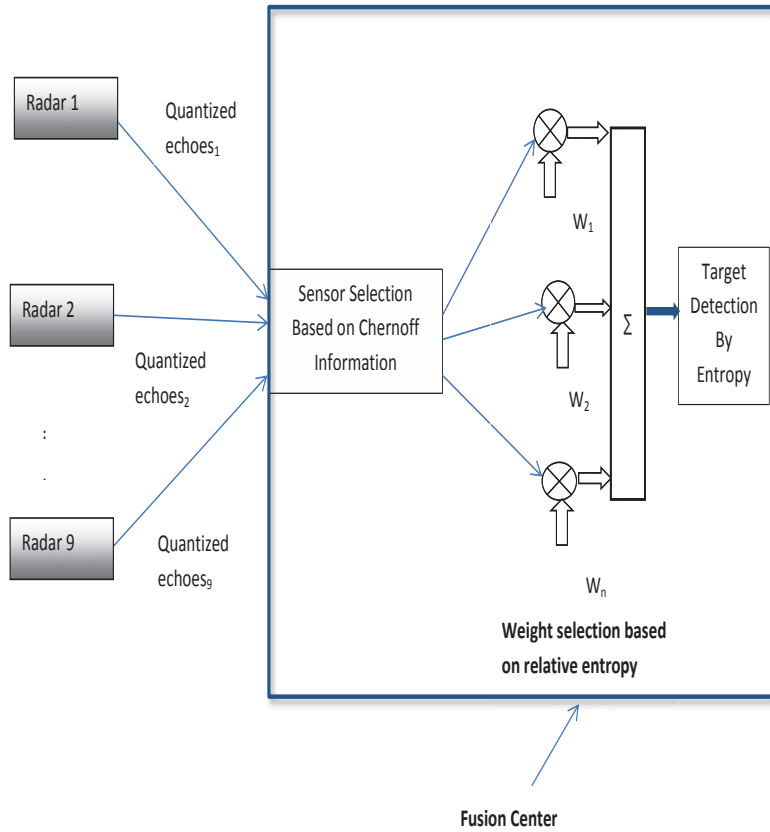 Radar 1
Quantized
echoes₁
W₁
Radar 2
Sensor Selection
Based on Chernoff
Information
Σ
Target
Detection
By
Entropy
Quantized
echoes₂
W₂
:
.
Radar 9
Quantized
echoes₉
Wₙ
Weight selection based
on relative entropy
Fusion Center